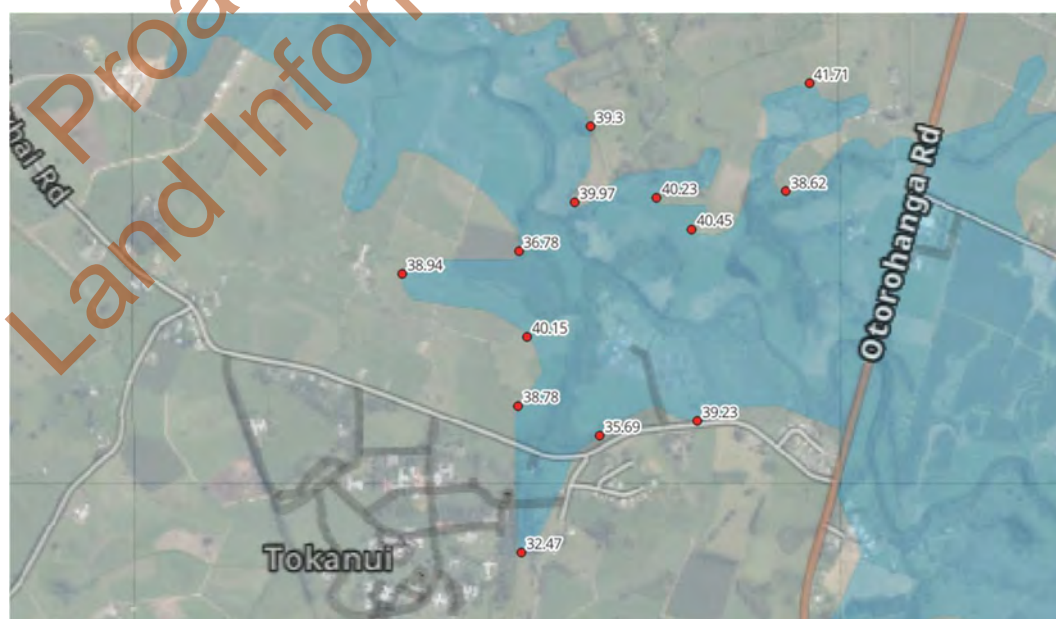 Proa
Land Infor
hai Rd
Otorohanga Rd
Tokanui
41.71
39.3
39.97
40.23
38.62
40.45
36.78
38.94
40.15
38.78
35.69
39.23
32.47